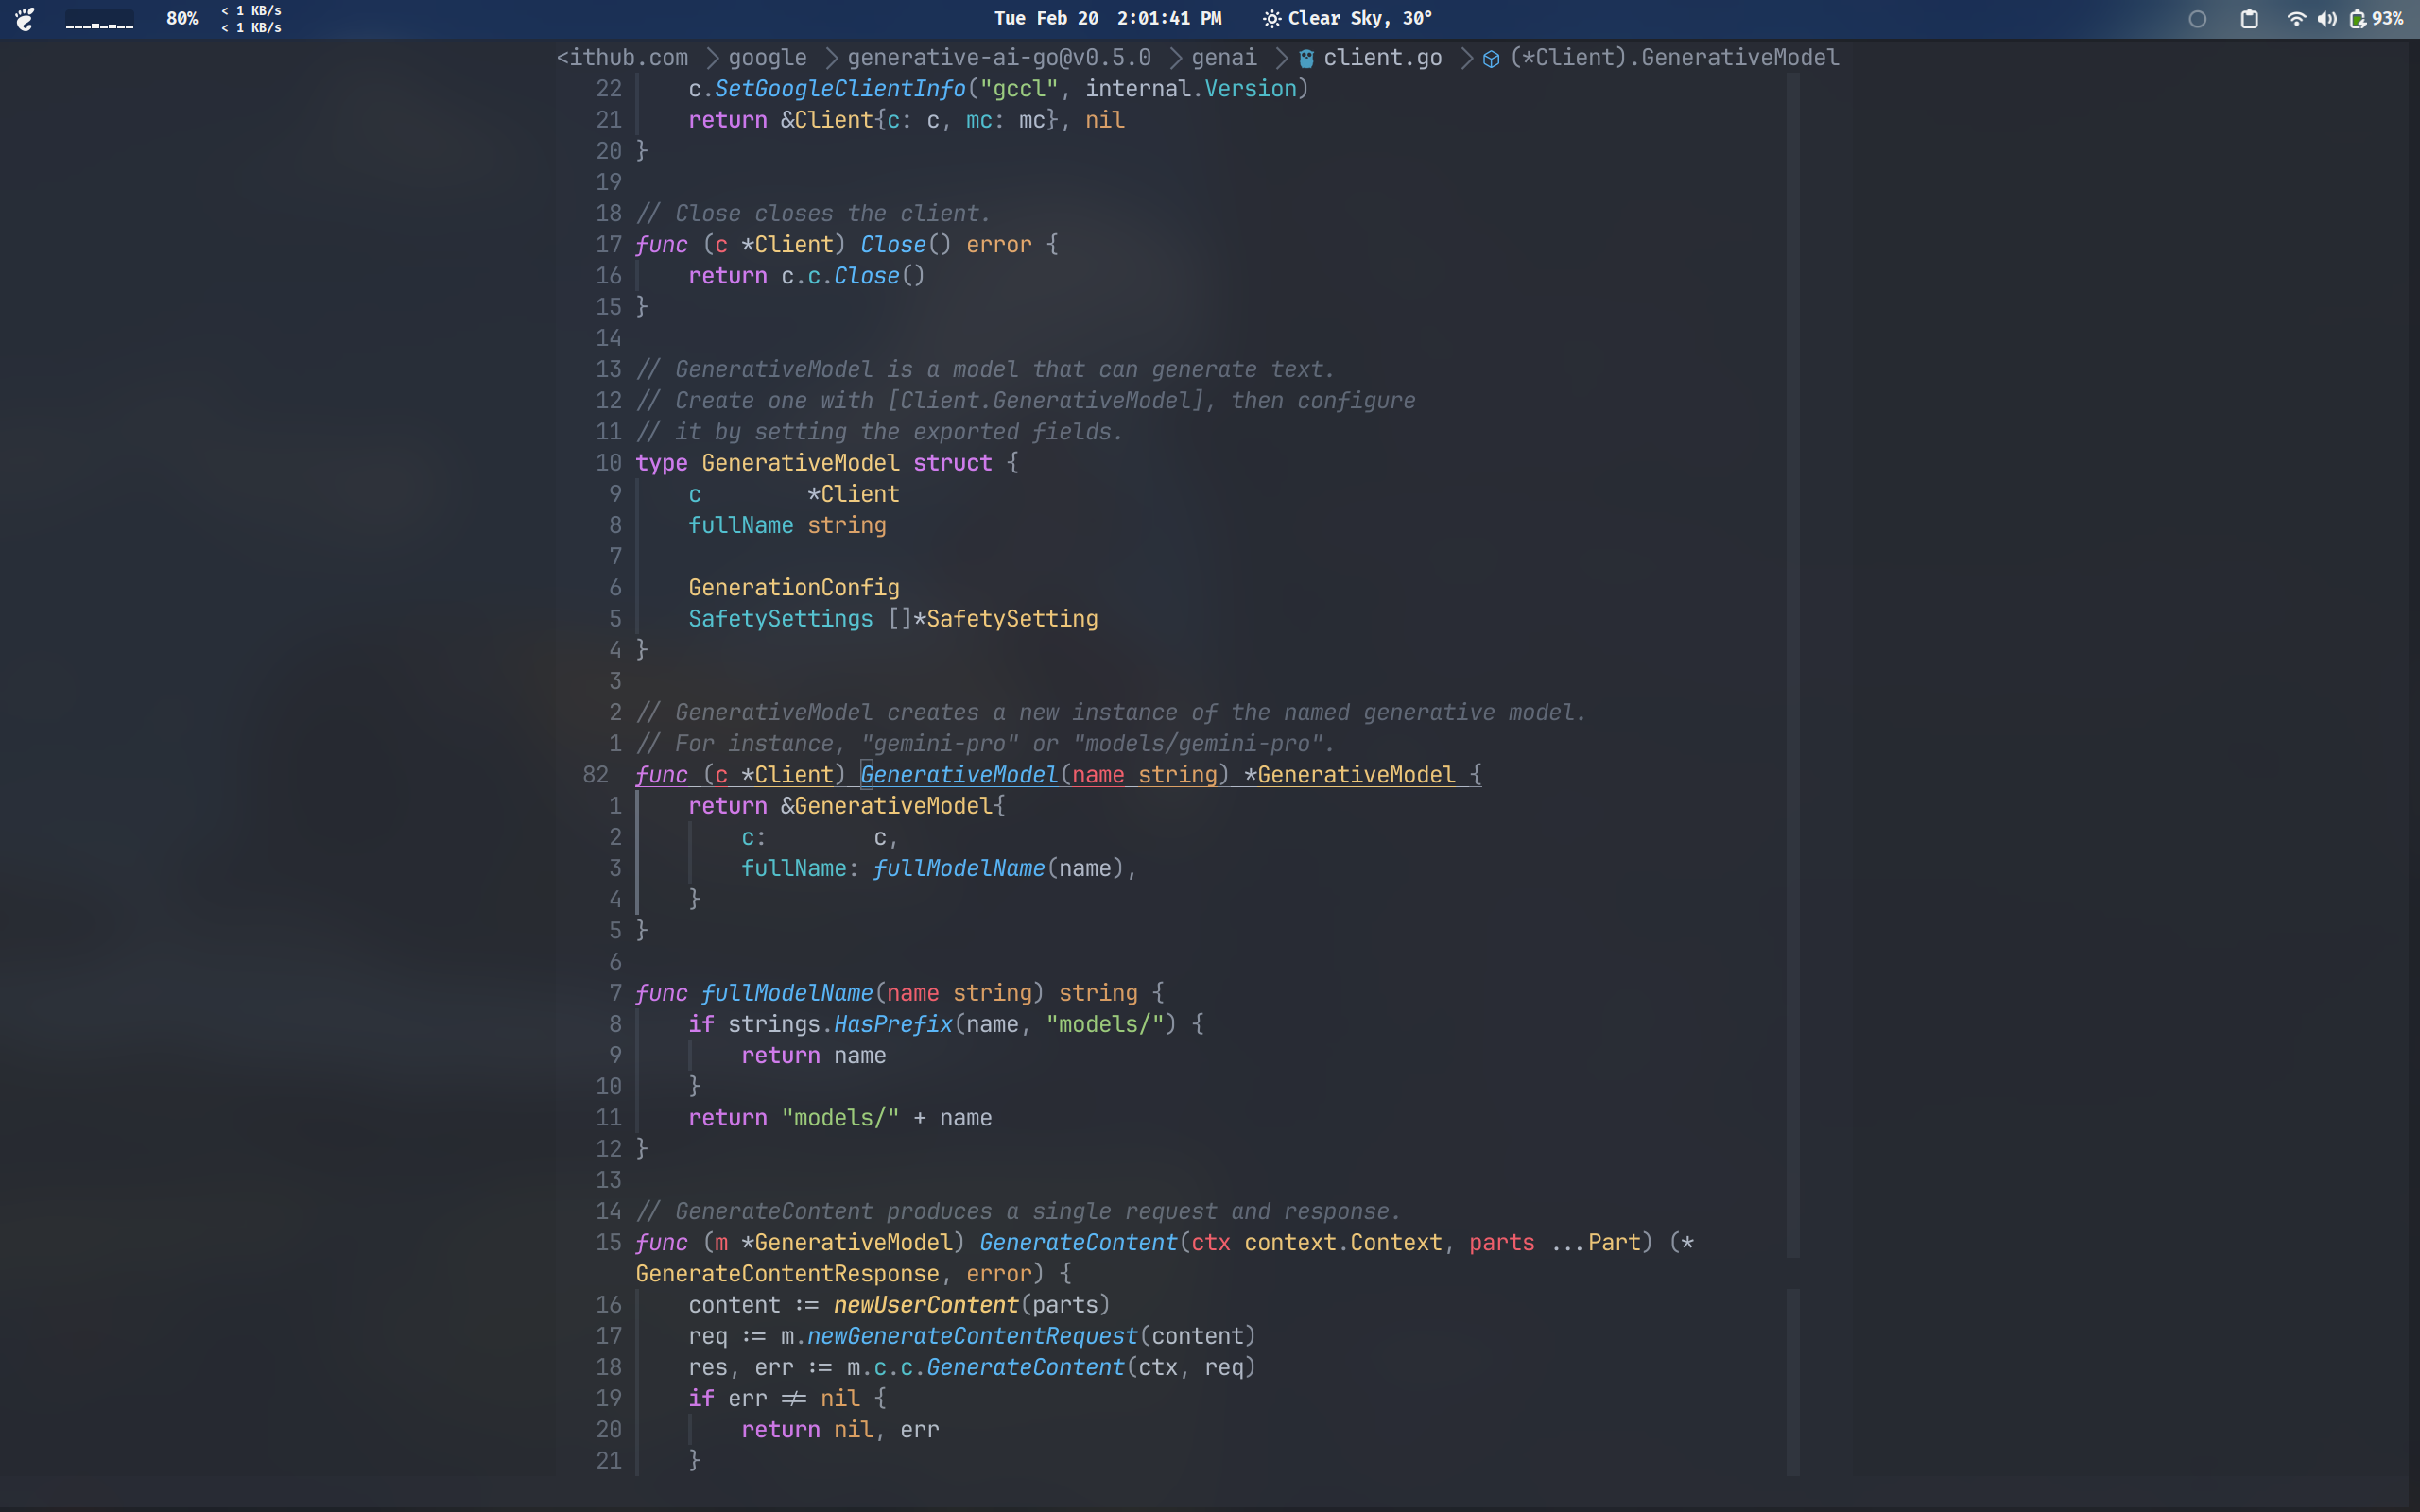 80% < 1 KB/s
< 1 KB/s
Tue Feb 20 2:01:41 PM Clear Sky, 30°
93%
<ithub.com > google > generative-ai-go@v0.5.0 > genai > client.go > (*Client).GenerativeModel
22     c.SetGoogleClientInfo("gccl", internal.Version)
21     return &Client{c: c, mc: mc}, nil
20 }
19
18 // Close closes the client.
17 func (c *Client) Close() error {
16     return c.c.Close()
15 }
14
13 // GenerativeModel is a model that can generate text.
12 // Create one with [Client.GenerativeModel], then configure
11 // it by setting the exported fields.
10 type GenerativeModel struct {
9     c        *Client
8     fullName string
7
6     GenerationConfig
5     SafetySettings []*SafetySetting
4 }
3
2 // GenerativeModel creates a new instance of the named generative model.
1 // For instance, "gemini-pro" or "models/gemini-pro".
82 func (c *Client) GenerativeModel(name string) *GenerativeModel {
1     return &GenerativeModel{
2         c:        c,
3         fullName: fullModelName(name),
4     }
5 }
6
7 func fullModelName(name string) string {
8     if strings.HasPrefix(name, "models/") {
9         return name
10     }
11     return "models/" + name
12 }
13
14 // GenerateContent produces a single request and response.
15 func (m *GenerativeModel) GenerateContent(ctx context.Context, parts ...Part) (*
GenerateContentResponse, error) {
16     content := newUserContent(parts)
17     req := m.newGenerateContentRequest(content)
18     res, err := m.c.c.GenerateContent(ctx, req)
19     if err != nil {
20         return nil, err
21     }